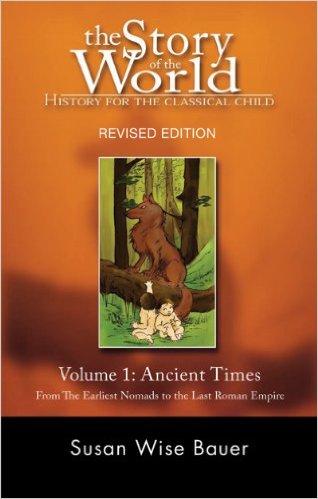 the Story
of the
World
HISTORY FOR THE CLASSICAL CHILD
REVISED EDITION
Volume 1: Ancient Times
From The Earliest Nomads to the Last Roman Empire
Susan Wise Bauer